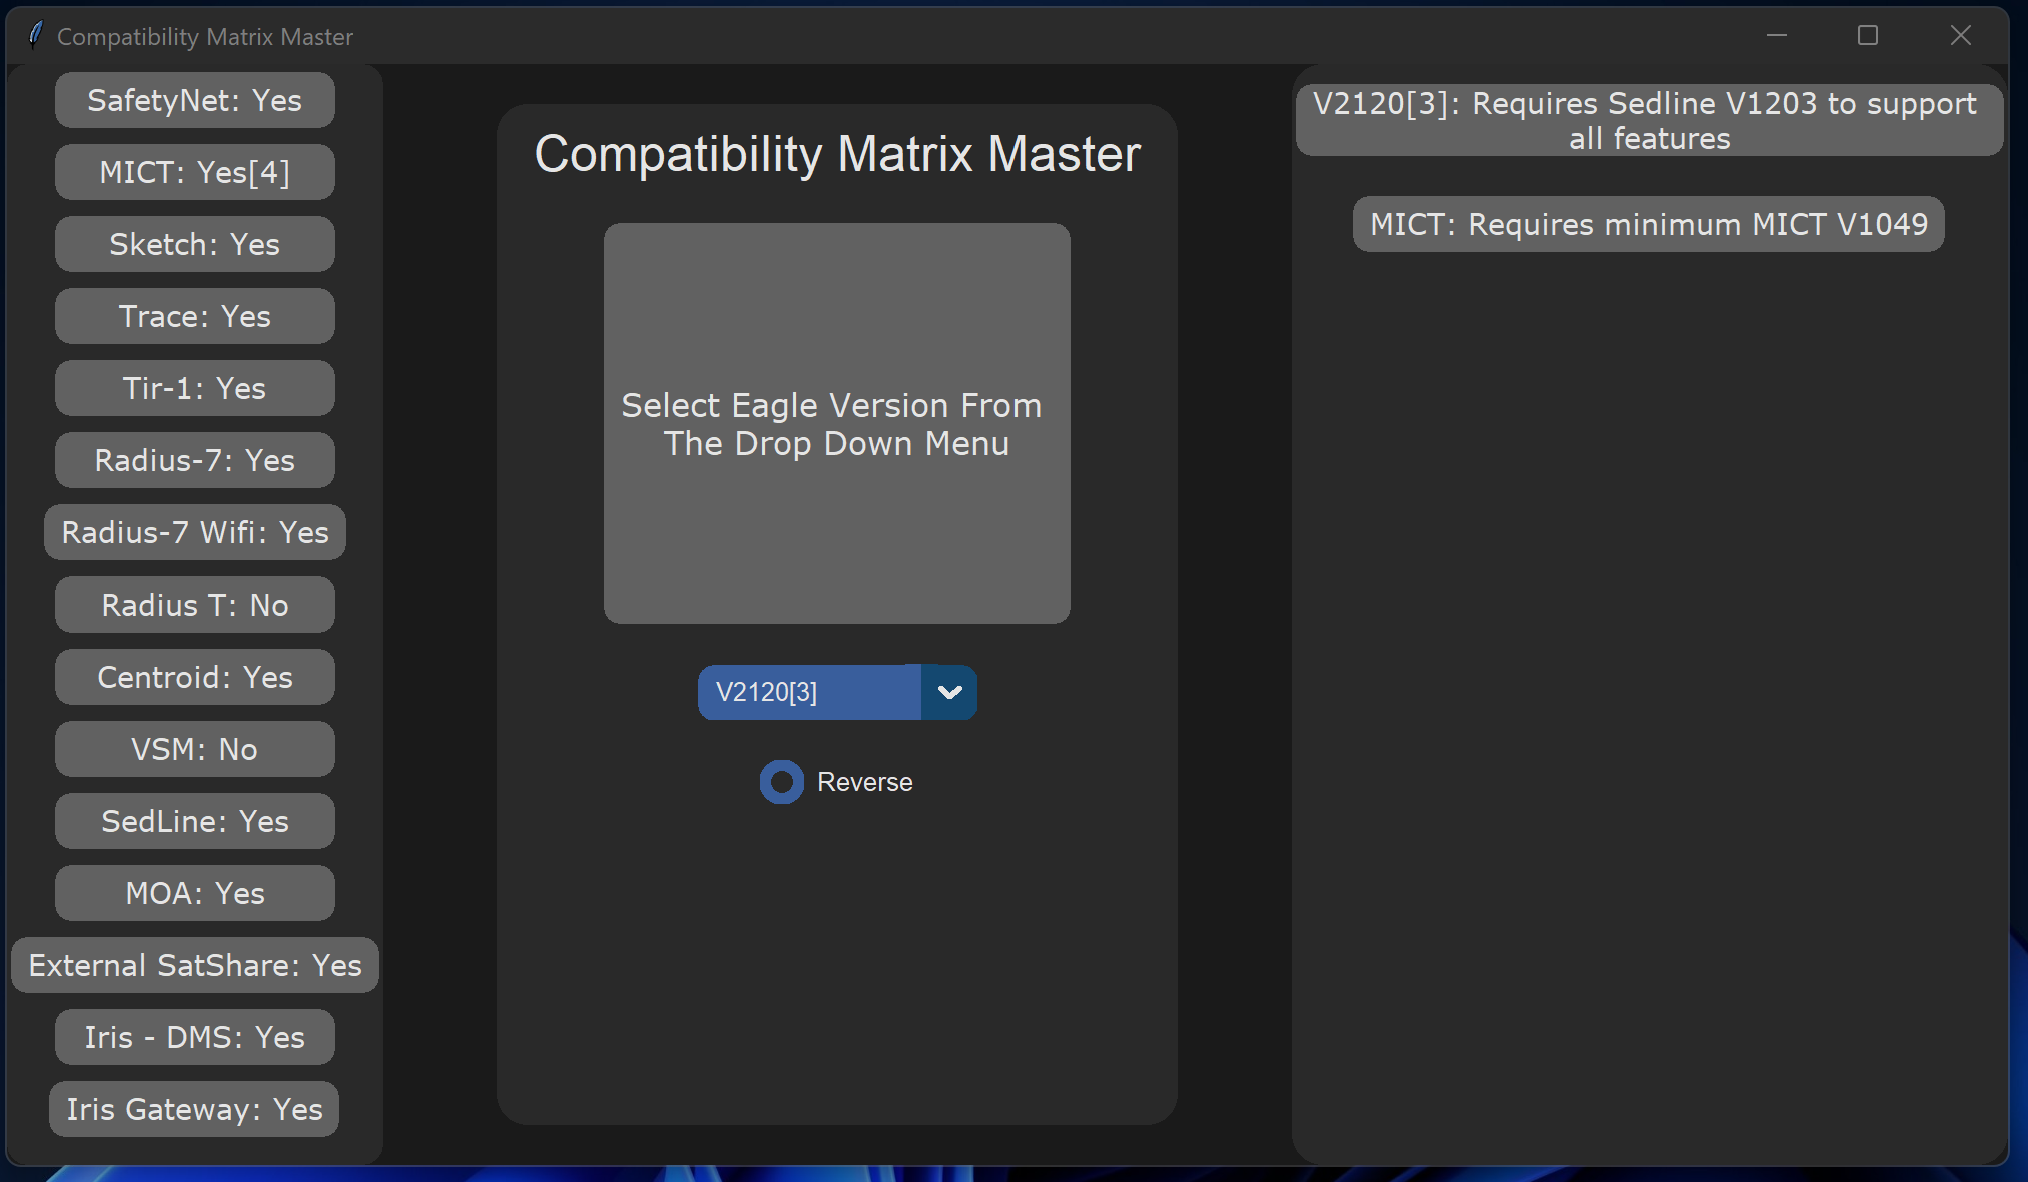 Compatibility Matrix Master
SafetyNet: Yes
MICT: Yes[4]
Sketch: Yes
Trace: Yes
Tir-1: Yes
Radius-7: Yes
Radius-7 Wifi: Yes
Radius T: No
Centroid: Yes
VSM: No
SedLine: Yes
MOA: Yes
External SatShare: Yes
Iris - DMS: Yes
Iris Gateway: Yes
Compatibility Matrix Master
Select Eagle Version From
The Drop Down Menu
V2120[3]
Reverse
V2120[3]: Requires Sedline V1203 to support
all features
MICT: Requires minimum MICT V1049